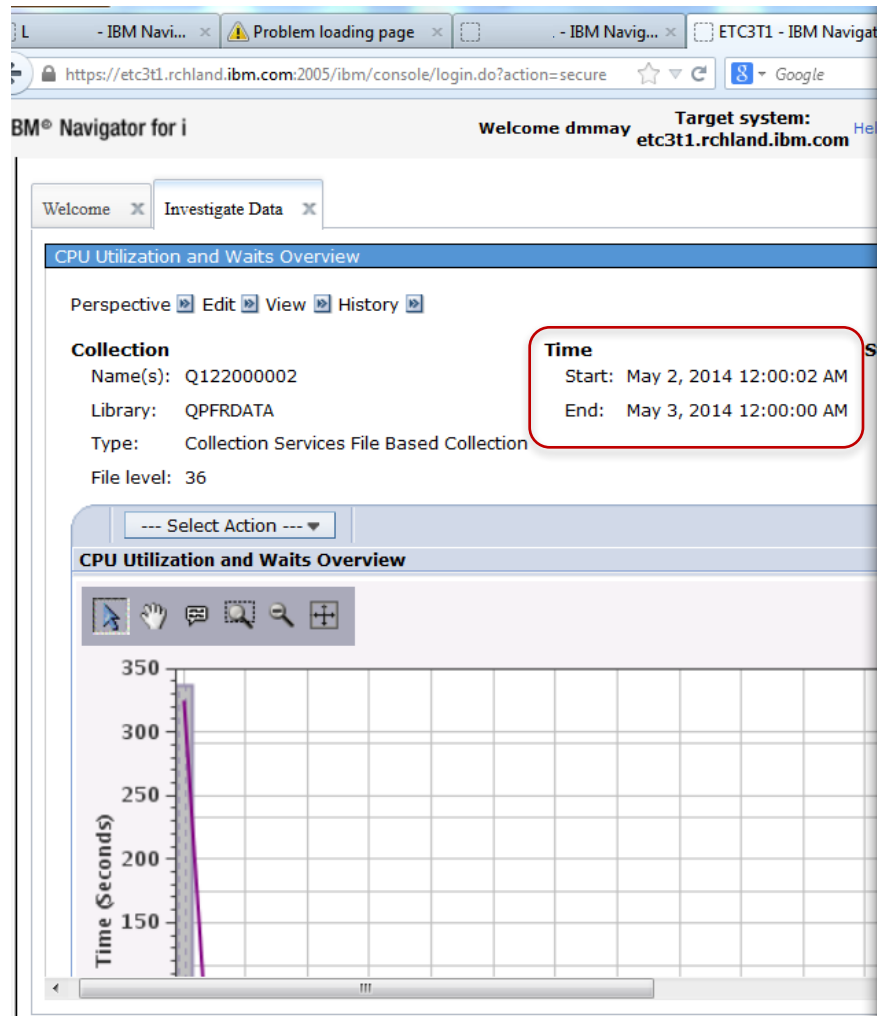 L - IBM Navi... × Problem loading page × . - IBM Navig... × ETC3T1 - IBM Navigat
https://etc3t1.rchland.ibm.com:2005/ibm/console/login.do?action=secure 8 Google
BM® Navigator for i Welcome dmmay Target system: Hel
etc3t1.rchland.ibm.com
Welcome X Investigate Data X
CPU Utilization and Waits Overview
Perspective Edit View History
Collection Time S
Name(s): Q122000002 Start: May 2, 2014 12:00:02 AM
Library: QPFRDATA End: May 3, 2014 12:00:00 AM
Type: Collection Services File Based Collection
File level: 36
--- Select Action ---
CPU Utilization and Waits Overview
350
300
250
200
150
Time (Seconds)